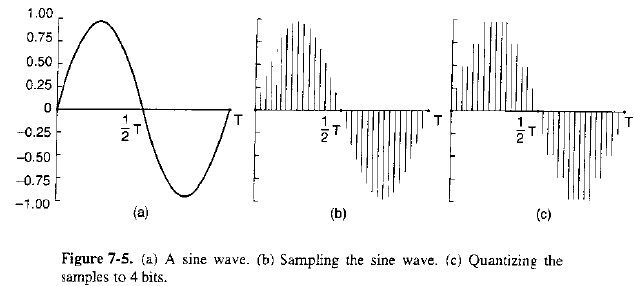 1.00
0.75
0.50
0.25
0
-0.25
-0.50
-0.75
-1.00
1/2 T
T
(a)
1/2 T
T
(b)
1/2 T
T
(c)
Figure 7-5. (a) A sine wave. (b) Sampling the sine wave. (c) Quantizing the
samples to 4 bits.